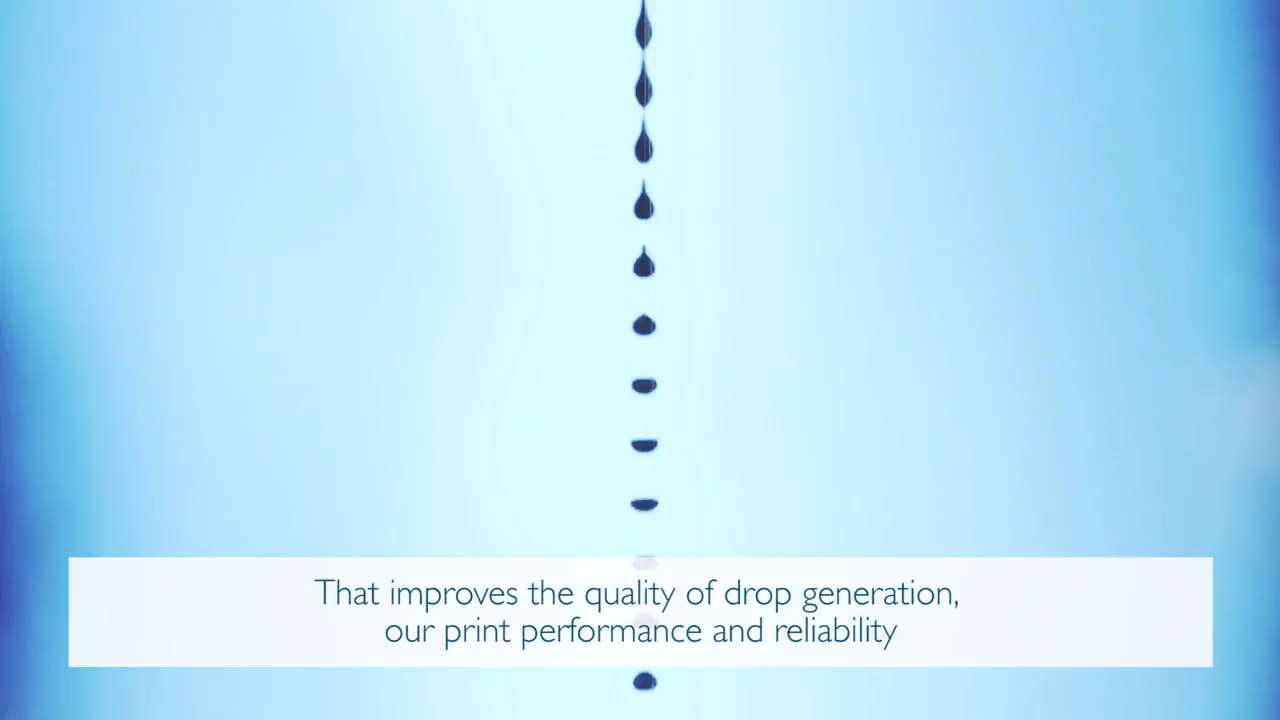 That improves the quality of drop generation,
our print performance and reliability